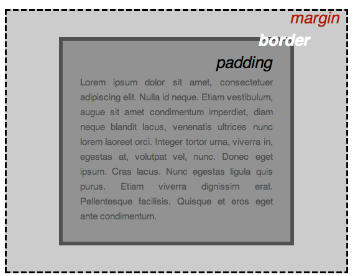 margin
border
padding
Lorem ipsum dolor sit amet, consectetuer
adipiscing elit. Nulla id neque. Etiam vestibulum,
augue sit amet condimentum imperdiet, diam
neque blandit lacus, venenatis ultrices nunc
lorem laoreet orci. Integer tortor urna, viverra in,
egestas at, volutpat vel, nunc. Donec eget
ipsum. Cras lacus. Nunc egestas ligula quis
purus. Etiam viverra dignissim erat.
Pellentesque facilisis. Quisque et eros eget
ante condimentum.